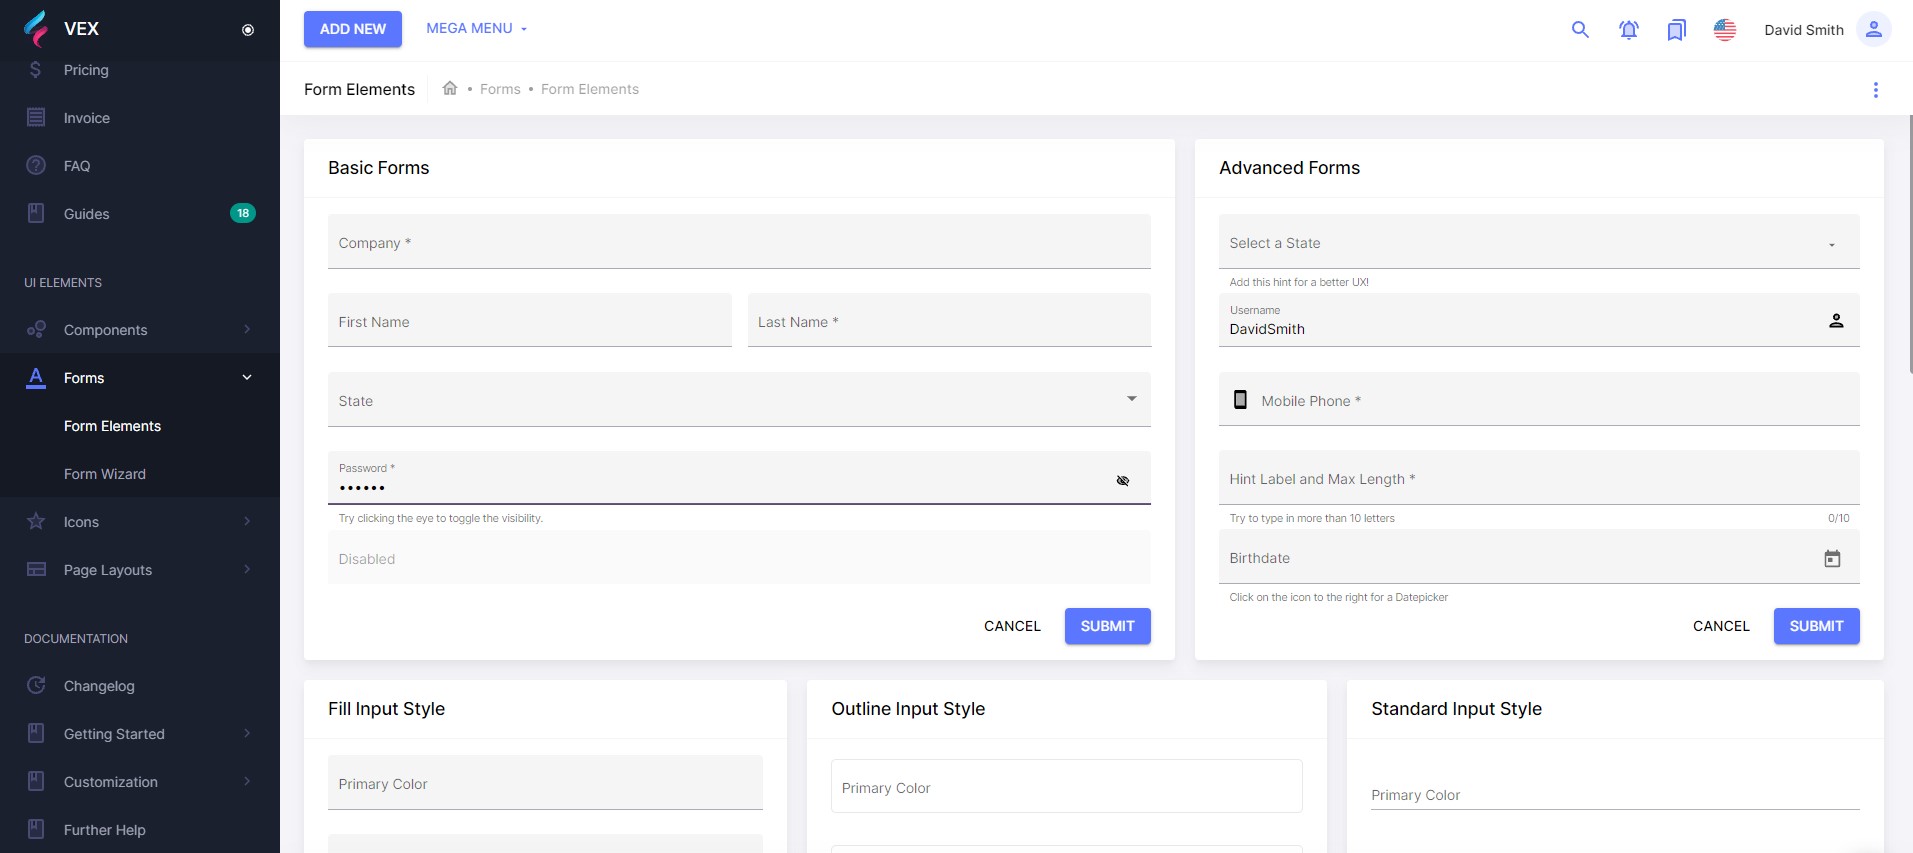 VEX
ADD NEW
MEGA MENU
David Smith
Pricing
Invoice
FAQ
Guides
18
UI ELEMENTS
Components
Forms
Form Elements
Form Wizard
Icons
Page Layouts
DOCUMENTATION
Changelog
Getting Started
Customization
Further Help
Form Elements
• Forms • Form Elements
Basic Forms
Company *
First Name
Last Name *
State
Password *
••••••
Try clicking the eye to toggle the visibility.
Disabled
CANCEL
SUBMIT
Advanced Forms
Select a State
Add this hint for a better UX!
Username
DavidSmith
Mobile Phone *
Hint Label and Max Length *
Try to type in more than 10 letters
0/10
Birthdate
Click on the icon to the right for a Datepicker
CANCEL
SUBMIT
Fill Input Style
Primary Color
Outline Input Style
Primary Color
Standard Input Style
Primary Color